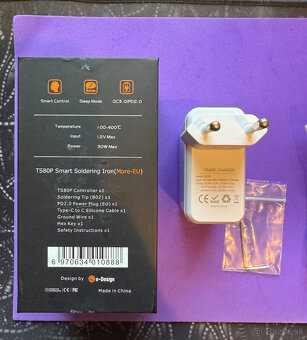 Smart Control
Sleep Mode
QC3.0/PD2.0
Temperature
100-400℃
Input
12V Max
Power
30W Max
TS80P Smart Soldering Iron(More-EU)
TS80P Controller x1
Soldering Tip (B02) x1
PD2.0 Power Plug (EU) x1
Type-C to C Silicone Cable x1
Ground Wire x1
Hex Key x1
Safety Instructions x1
6 970634 010888
Design by e-Design
Made in China
TRAVEL CHARGER